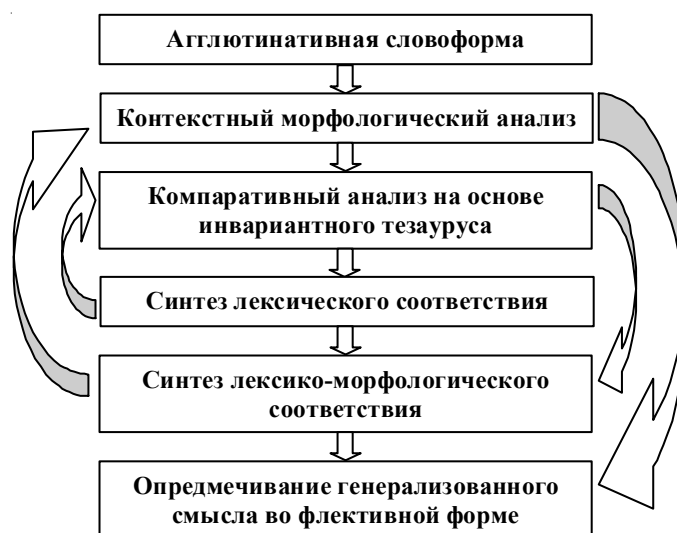 Агглютинативная словоформа
Контекстный морфологический анализ
Компаративный анализ на основе
инвариантного тезауруса
Синтез лексического соответствия
Синтез лексико-морфологического
соответствия
Опредмечивание генерализованного
смысла во флективной форме